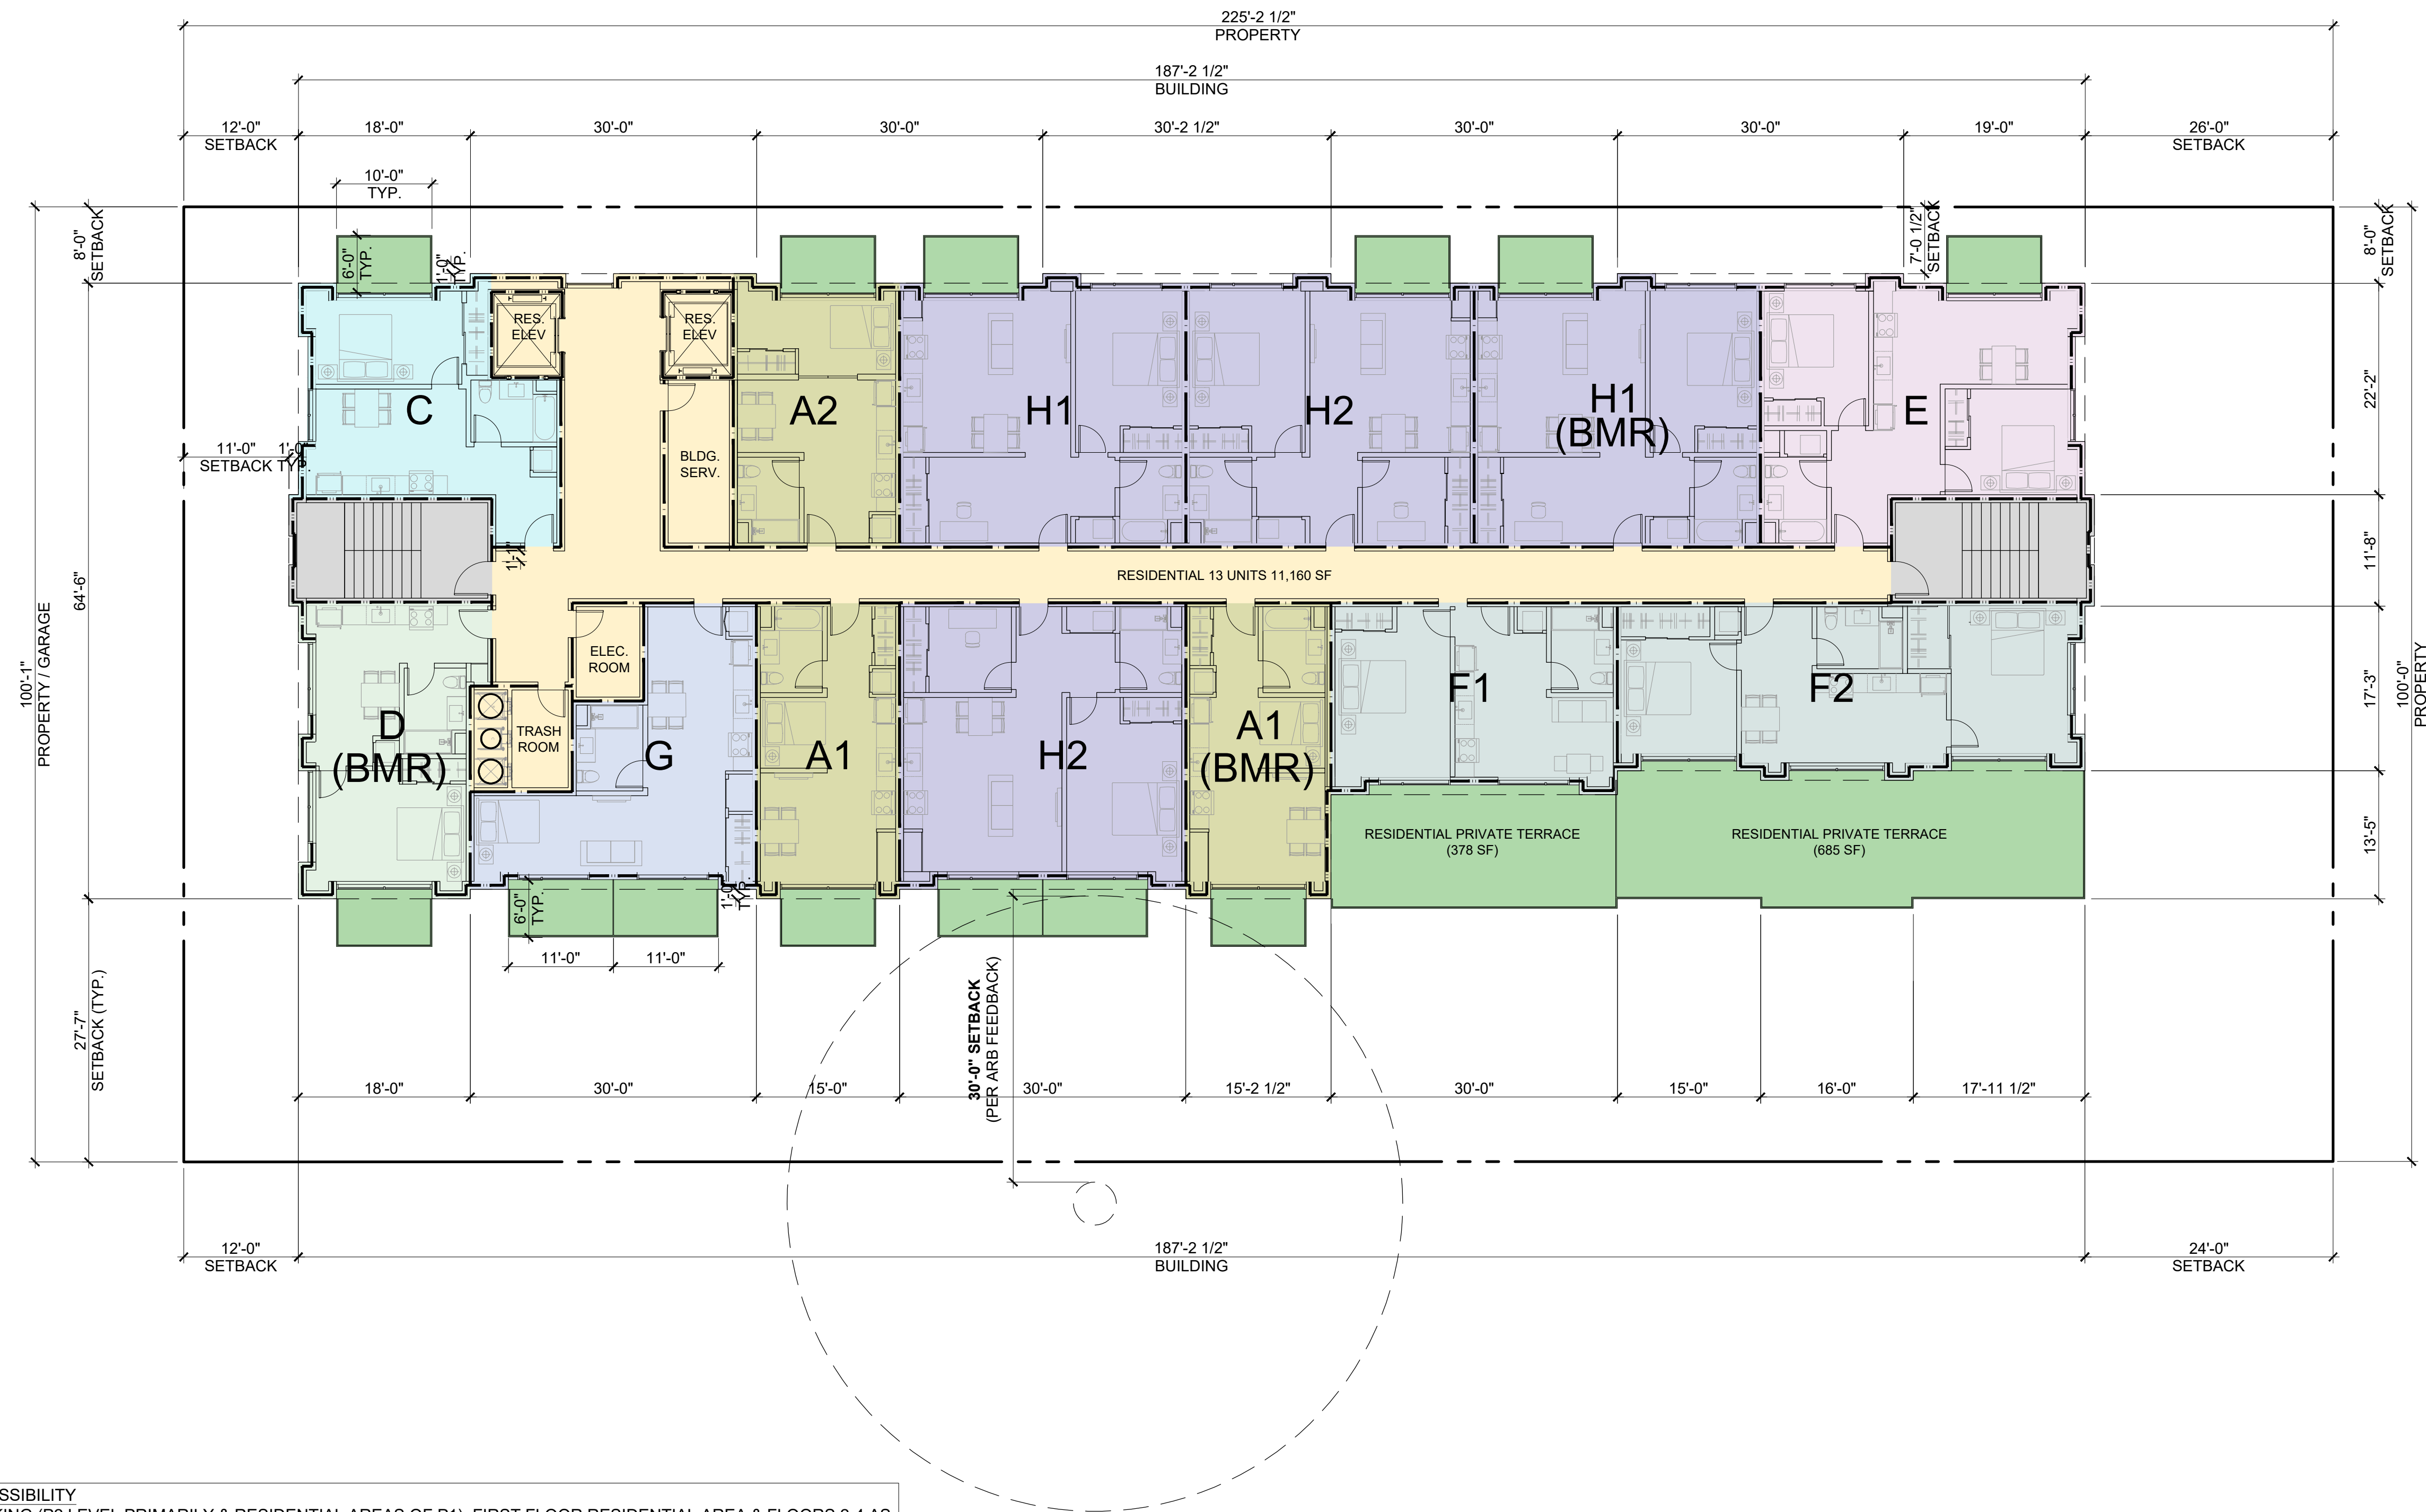 225'-2 1/2"
PROPERTY
187'-2 1/2"
BUILDING
12'-0"
SETBACK
18'-0"
30'-0"
30'-0"
30'-2 1/2"
30'-0"
30'-0"
19'-0"
26'-0"
SETBACK
10'-0"
TYP.
8'-0"
SETBACK
6'-0"
TYP.
1'-0"
TYP.
7'-0 1/2"
SETBACK
8'-0"
SETBACK
RES.
ELEV
RES.
ELEV
C
A2
H1
H2
H1
(BMR)
E
BLDG.
SERV.
22'-2"
11'-0"
SETBACK
1'-0"
TYP.
1'-1"
RESIDENTIAL 13 UNITS 11,160 SF
11'-8"
64'-6"
100'-1"
PROPERTY / GARAGE
ELEC.
ROOM
TRASH
ROOM
D
(BMR)
G
A1
H2
A1
(BMR)
F1
F2
17'-3"
100'-0"
PROPERTY
RESIDENTIAL PRIVATE TERRACE
(378 SF)
RESIDENTIAL PRIVATE TERRACE
(685 SF)
13'-5"
6'-0"
TYP.
1'-0"
TYP.
11'-0"
11'-0"
27'-7"
SETBACK (TYP.)
30'-0" SETBACK
(PER ARB FEEDBACK)
18'-0"
30'-0"
15'-0"
30'-0"
15'-2 1/2"
30'-0"
15'-0"
16'-0"
17'-11 1/2"
12'-0"
SETBACK
187'-2 1/2"
BUILDING
24'-0"
SETBACK
SSIBILITY